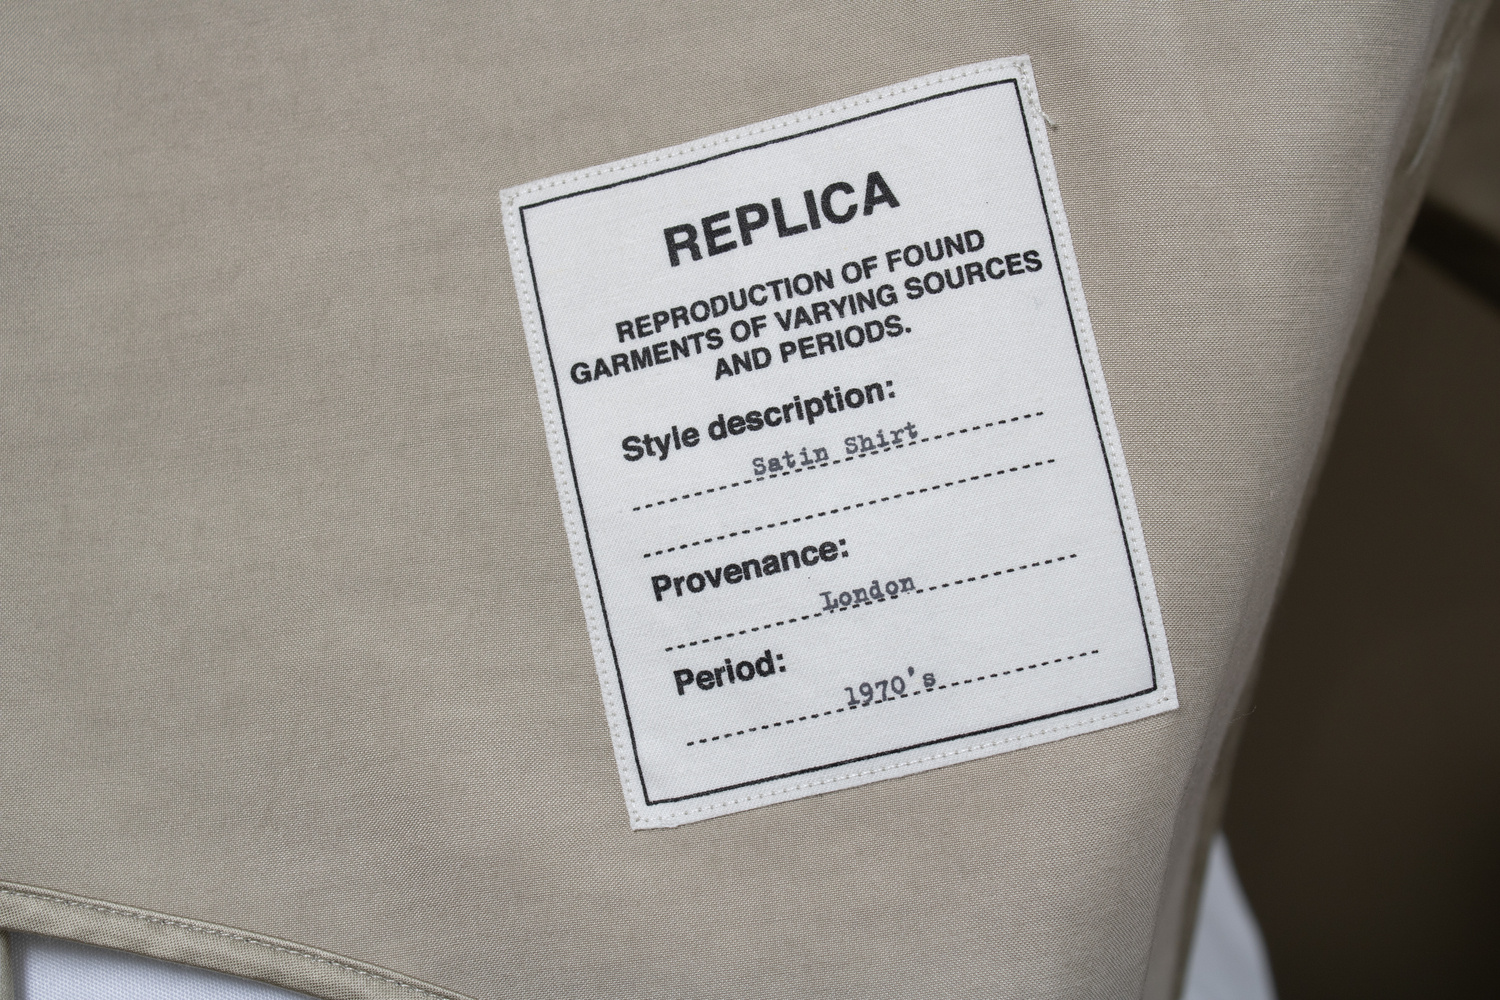 REPLICA
REPRODUCTION OF FOUND
GARMENTS OF VARYING SOURCES
AND PERIODS.
Style description:
Satin Shirt
Provenance:
London
Period:
1970's